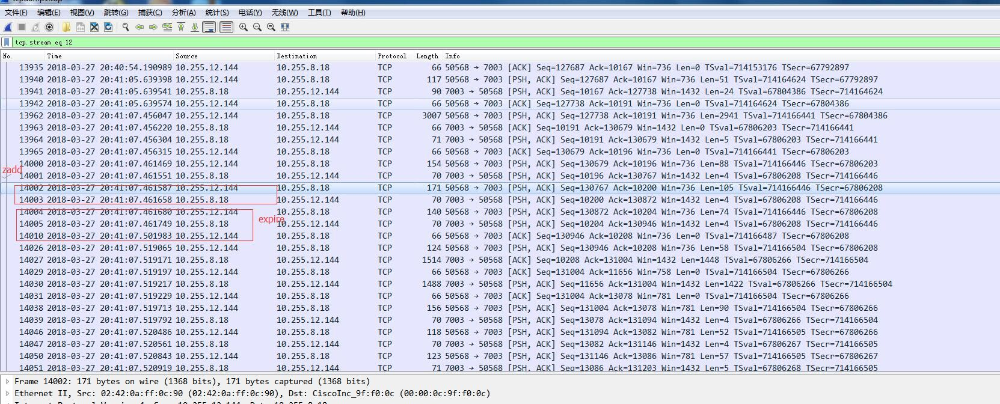 文件(F) 编辑(E) 视图(V) 跳转(G) 捕获(C) 分析(A) 统计(S) 电话(Y) 无线(W) 工具(T) 帮助(H)
tcp.stream eq 12
No. Time Source Destination Protocol Length Info
13935 2018-03-27 20:40:54.190989 10.255.12.144 10.255.8.18 TCP 66 50568 → 7003 [ACK] Seq=127687 Ack=10167 Win=736 Len=0 TSval=714153176 TSecr=67792897
13940 2018-03-27 20:41:05.639398 10.255.12.144 10.255.8.18 TCP 117 50568 → 7003 [PSH, ACK] Seq=127687 Ack=10167 Win=736 Len=51 TSval=714164624 TSecr=67792897
13941 2018-03-27 20:41:05.639541 10.255.8.18 10.255.12.144 TCP 90 7003 → 50568 [PSH, ACK] Seq=10167 Ack=127738 Win=1432 Len=24 TSval=67804386 TSecr=714164624
13942 2018-03-27 20:41:05.639574 10.255.12.144 10.255.8.18 TCP 66 50568 → 7003 [ACK] Seq=127738 Ack=10191 Win=736 Len=0 TSval=714164624 TSecr=67804386
13962 2018-03-27 20:41:07.456047 10.255.12.144 10.255.8.18 TCP 3007 50568 → 7003 [PSH, ACK] Seq=127738 Ack=10191 Win=736 Len=2941 TSval=714166441 TSecr=67804386
13963 2018-03-27 20:41:07.456220 10.255.8.18 10.255.12.144 TCP 66 7003 → 50568 [ACK] Seq=10191 Ack=130679 Win=1432 Len=0 TSval=67806203 TSecr=714166441
13964 2018-03-27 20:41:07.456304 10.255.8.18 10.255.12.144 TCP 71 7003 → 50568 [PSH, ACK] Seq=10191 Ack=130679 Win=1432 Len=5 TSval=67806203 TSecr=714166441
13965 2018-03-27 20:41:07.456315 10.255.12.144 10.255.8.18 TCP 66 50568 → 7003 [ACK] Seq=130679 Ack=10196 Win=736 Len=0 TSval=714166441 TSecr=67806203
14000 2018-03-27 20:41:07.461469 10.255.12.144 10.255.8.18 TCP 154 50568 → 7003 [PSH, ACK] Seq=130679 Ack=10196 Win=736 Len=88 TSval=714166446 TSecr=67806203
zadd
14001 2018-03-27 20:41:07.461551 10.255.8.18 10.255.12.144 TCP 70 7003 → 50568 [PSH, ACK] Seq=10196 Ack=130767 Win=1432 Len=4 TSval=67806208 TSecr=714166446
14002 2018-03-27 20:41:07.461587 10.255.12.144 10.255.8.18 TCP 171 50568 → 7003 [PSH, ACK] Seq=130767 Ack=10200 Win=736 Len=105 TSval=714166446 TSecr=67806208
14003 2018-03-27 20:41:07.461658 10.255.8.18 10.255.12.144 TCP 70 7003 → 50568 [PSH, ACK] Seq=10200 Ack=130872 Win=1432 Len=4 TSval=67806208 TSecr=714166446
14004 2018-03-27 20:41:07.461680 10.255.12.144 10.255.8.18 TCP 140 50568 → 7003 [PSH, ACK] Seq=130872 Ack=10204 Win=736 Len=74 TSval=714166446 TSecr=67806208
expire
14005 2018-03-27 20:41:07.461749 10.255.8.18 10.255.12.144 TCP 70 7003 → 50568 [PSH, ACK] Seq=10204 Ack=130946 Win=1432 Len=4 TSval=67806208 TSecr=714166446
14010 2018-03-27 20:41:07.501983 10.255.12.144 10.255.8.18 TCP 66 50568 → 7003 [ACK] Seq=130946 Ack=10208 Win=736 Len=0 TSval=714166487 TSecr=67806208
14026 2018-03-27 20:41:07.519065 10.255.12.144 10.255.8.18 TCP 124 50568 → 7003 [PSH, ACK] Seq=130946 Ack=10208 Win=736 Len=58 TSval=714166504 TSecr=67806208
14027 2018-03-27 20:41:07.519171 10.255.8.18 10.255.12.144 TCP 1514 7003 → 50568 [ACK] Seq=10208 Ack=131004 Win=1432 Len=1448 TSval=67806266 TSecr=714166504
14029 2018-03-27 20:41:07.519197 10.255.12.144 10.255.8.18 TCP 66 50568 → 7003 [ACK] Seq=131004 Ack=11656 Win=758 Len=0 TSval=714166504 TSecr=67806266
14030 2018-03-27 20:41:07.519217 10.255.8.18 10.255.12.144 TCP 1488 7003 → 50568 [PSH, ACK] Seq=11656 Ack=131004 Win=1432 Len=1422 TSval=67806266 TSecr=714166504
14031 2018-03-27 20:41:07.519229 10.255.12.144 10.255.8.18 TCP 66 50568 → 7003 [ACK] Seq=131004 Ack=13078 Win=781 Len=0 TSval=714166504 TSecr=67806266
14038 2018-03-27 20:41:07.519713 10.255.12.144 10.255.8.18 TCP 156 50568 → 7003 [PSH, ACK] Seq=131004 Ack=13078 Win=781 Len=90 TSval=714166504 TSecr=67806266
14039 2018-03-27 20:41:07.519792 10.255.8.18 10.255.12.144 TCP 70 7003 → 50568 [PSH, ACK] Seq=13078 Ack=131094 Win=1432 Len=4 TSval=67806266 TSecr=714166504
14046 2018-03-27 20:41:07.520486 10.255.12.144 10.255.8.18 TCP 118 50568 → 7003 [PSH, ACK] Seq=131094 Ack=13082 Win=781 Len=52 TSval=714166505 TSecr=67806266
14047 2018-03-27 20:41:07.520561 10.255.8.18 10.255.12.144 TCP 70 7003 → 50568 [PSH, ACK] Seq=13082 Ack=131146 Win=1432 Len=4 TSval=67806267 TSecr=714166505
14050 2018-03-27 20:41:07.520843 10.255.12.144 10.255.8.18 TCP 123 50568 → 7003 [PSH, ACK] Seq=131146 Ack=13086 Win=781 Len=57 TSval=714166505 TSecr=67806267
14051 2018-03-27 20:41:07.520919 10.255.8.18 10.255.12.144 TCP 71 7003 → 50568 [PSH, ACK] Seq=13086 Ack=131203 Win=1432 Len=5 TSval=67806268 TSecr=714166505
Frame 14002: 171 bytes on wire (1368 bits), 171 bytes captured (1368 bits)
Ethernet II, Src: 02:42:0a:ff:0c:90 (02:42:0a:ff:0c:90), Dst: CiscoInc_9f:f0:0c (00:00:0c:9f:f0:0c)